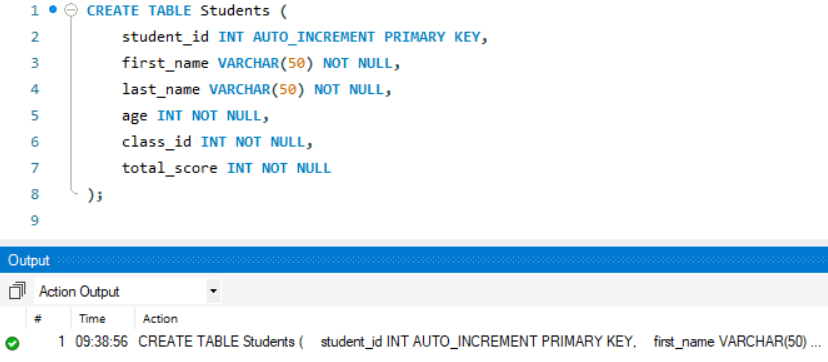 1 CREATE TABLE Students (
2 student_id INT AUTO_INCREMENT PRIMARY KEY,
3 first_name VARCHAR(50) NOT NULL,
4 last_name VARCHAR(50) NOT NULL,
5 age INT NOT NULL,
6 class_id INT NOT NULL,
7 total_score INT NOT NULL
8 );
9
Output
Action Output
# Time Action
1 09:38:56 CREATE TABLE Students ( student_id INT AUTO_INCREMENT PRIMARY KEY, first_name VARCHAR(50) ...